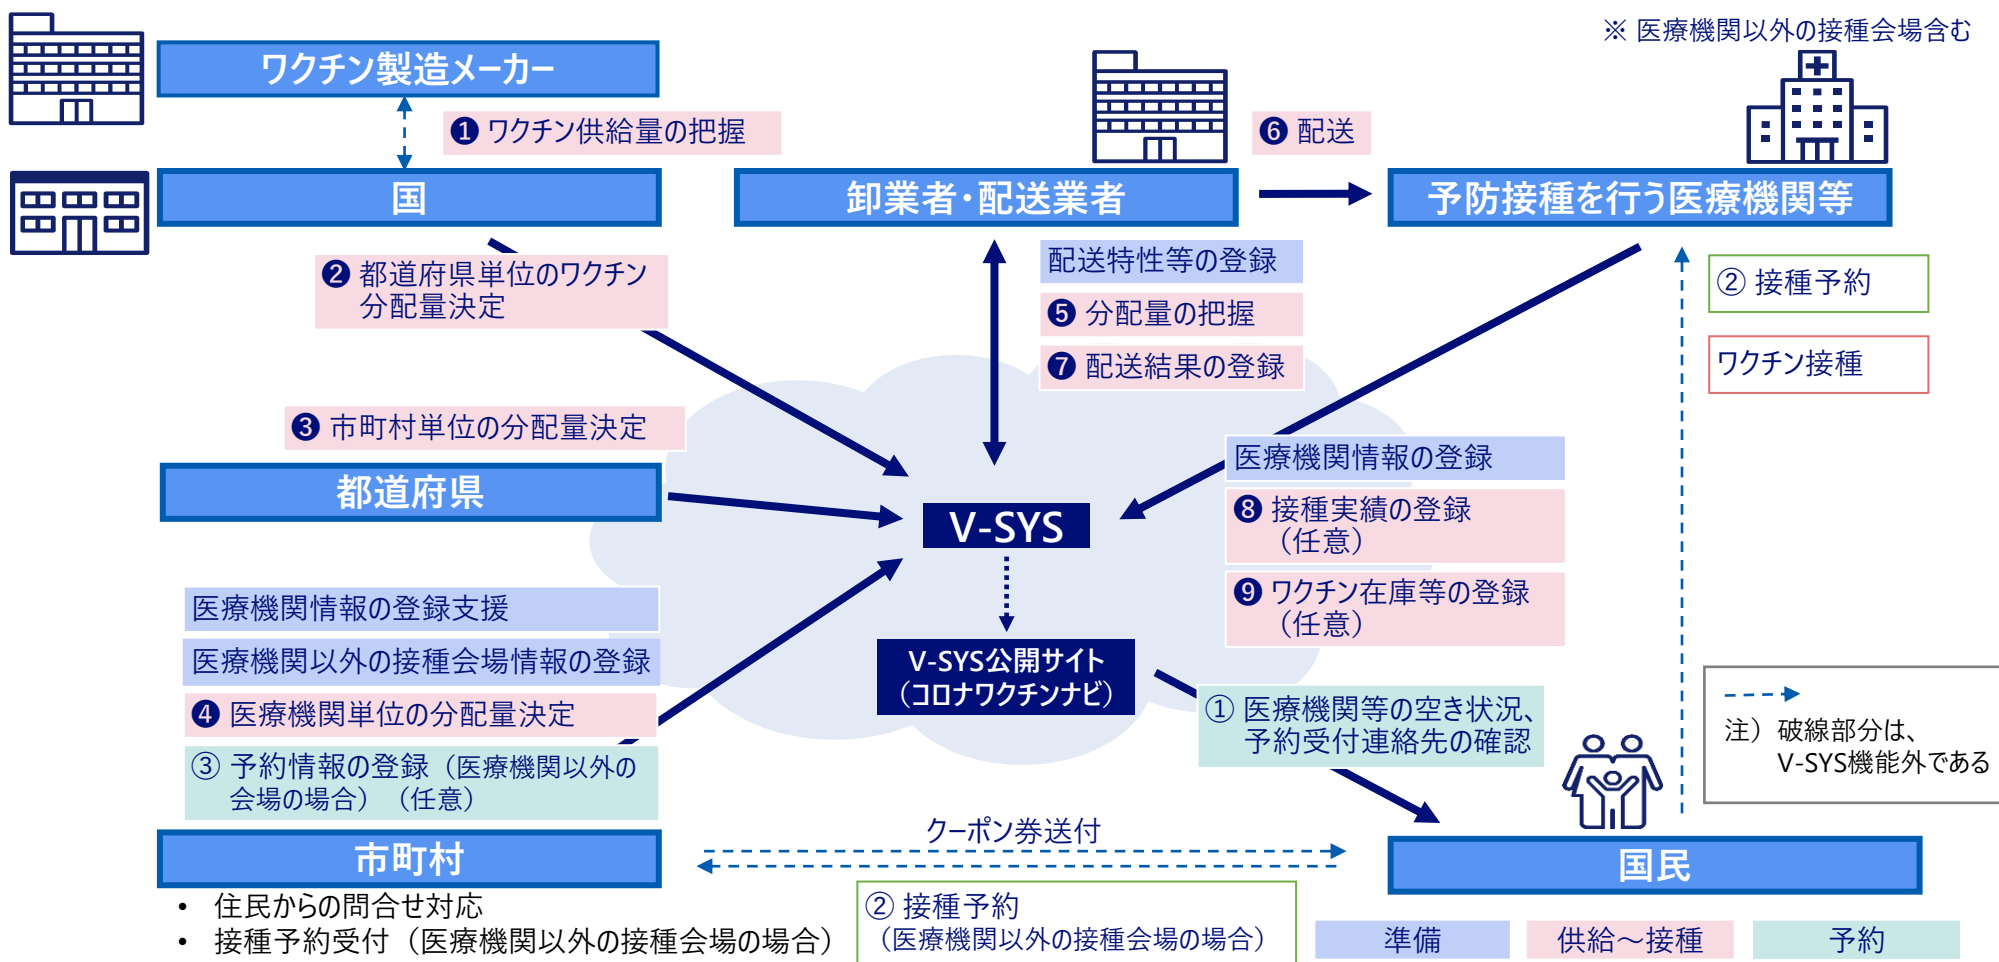 ※ 医療機関以外の接種会場含む
ワクチン製造メーカー
❶ ワクチン供給量の把握
❻ 配送
国
卸業者・配送業者
予防接種を行う医療機関等
❷ 都道府県単位のワクチン
分配量決定
配送特性等の登録
❺ 分配量の把握
❼ 配送結果の登録
② 接種予約
ワクチン接種
❸ 市町村単位の分配量決定
都道府県
V-SYS
医療機関情報の登録
❽ 接種実績の登録
（任意）
❾ ワクチン在庫等の登録
（任意）
医療機関情報の登録支援
医療機関以外の接種会場情報の登録
❹ 医療機関単位の分配量決定
③ 予約情報の登録（医療機関以外の
会場の場合）（任意）
V-SYS公開サイト
（コロナワクチンナビ）
① 医療機関等の空き状況、
予約受付連絡先の確認
注） 破線部分は、
V-SYS機能外である
市町村
クーポン券送付
国民
• 住民からの問合せ対応
• 接種予約受付（医療機関以外の接種会場の場合）
② 接種予約
（医療機関以外の接種会場の場合）
準備
供給～接種
予約